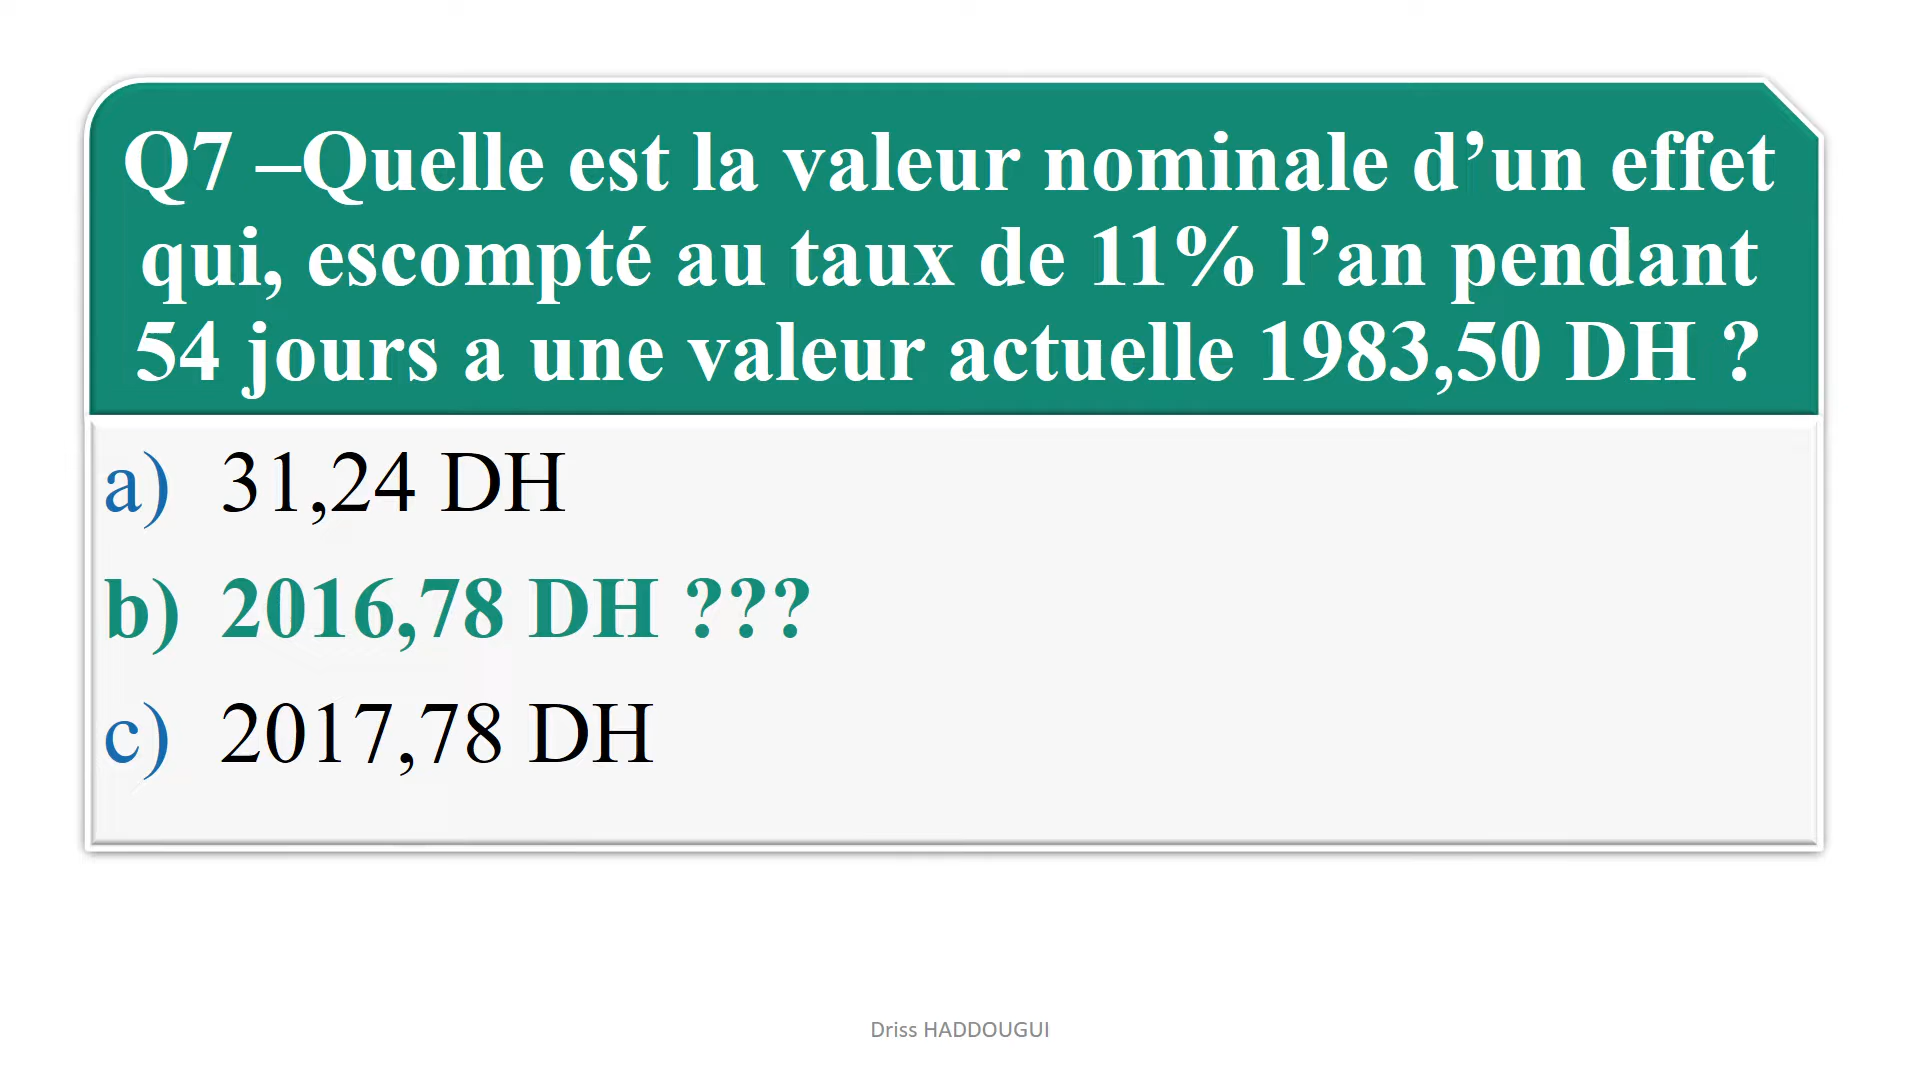 Q7 –Quelle est la valeur nominale d’un effet
qui, escompté au taux de 11% l’an pendant
54 jours a une valeur actuelle 1983,50 DH ?
a) 31,24 DH
b) 2016,78 DH ???
c) 2017,78 DH
Driss HADDOUGUI